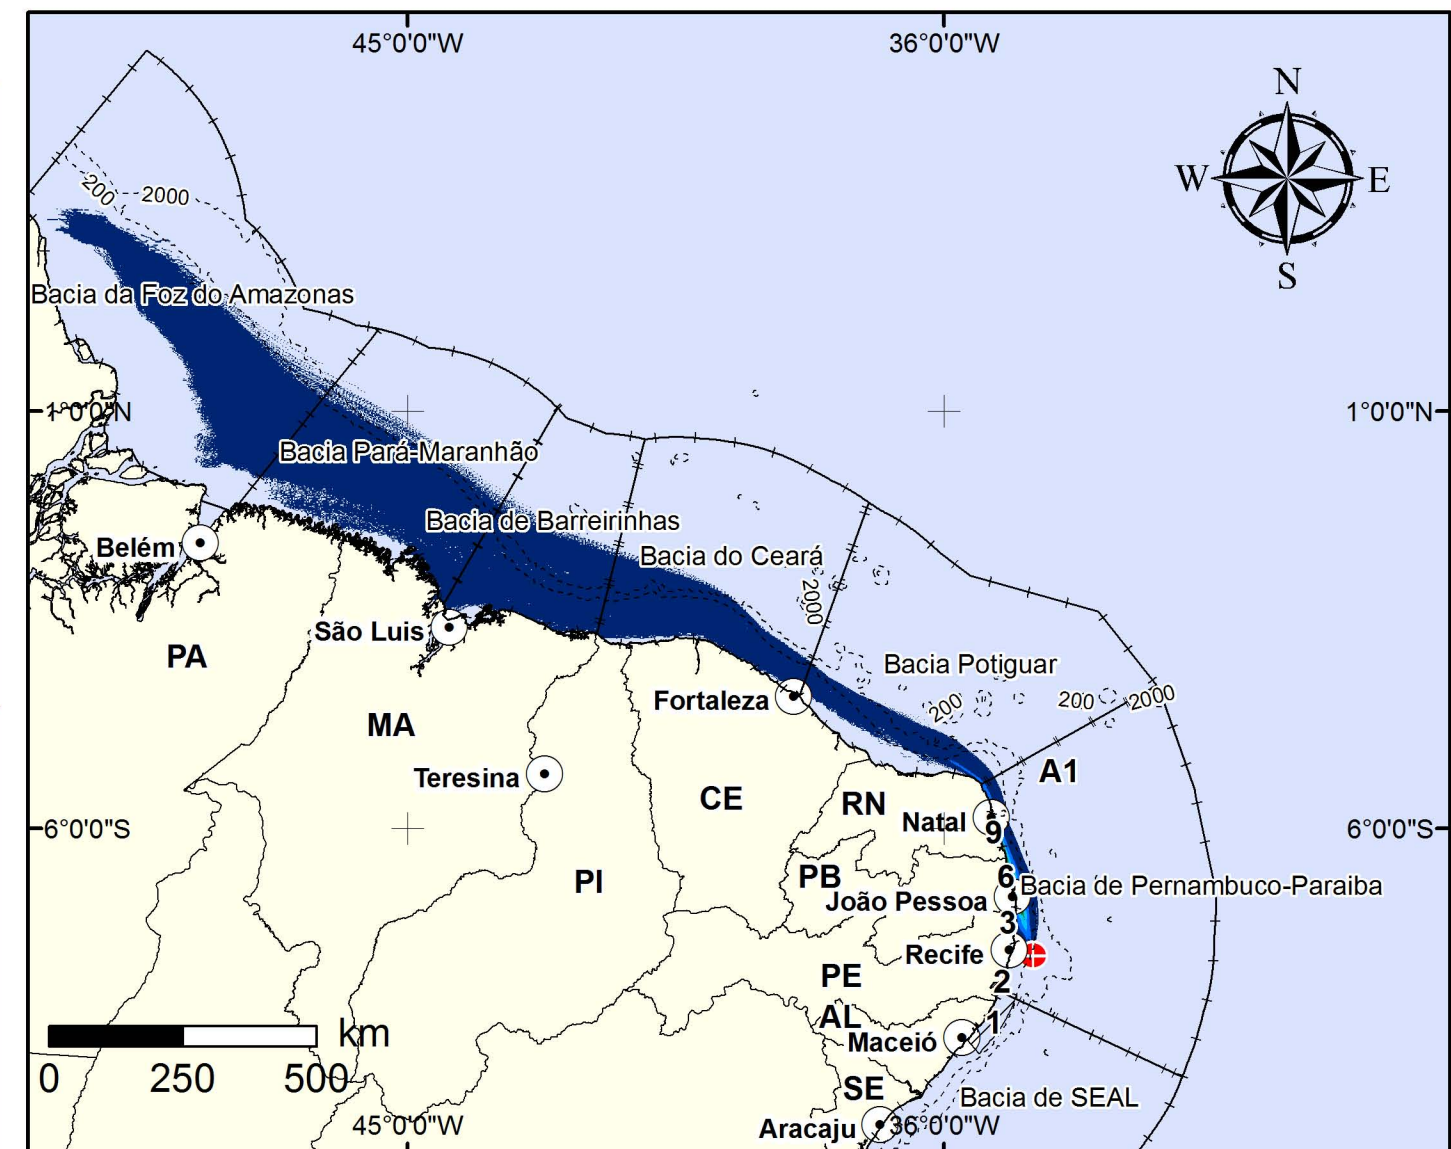 45°0'0"W
36°0'0"W
N
W
E
S
200
2000
Bacia da Foz do Amazonas
1°0'0"N
1°0'0"N
Bacia Pará-Maranhão
Bacia de Barreirinhas
Belém
Bacia do Ceará
2000
São Luis
PA
Bacia Potiguar
Fortaleza
200
200
2000
MA
Teresina
A1
CE
RN
Natal
9
6°0'0"S
6°0'0"S
PI
PB
6
Bacia de Pernambuco-Paraiba
João Pessoa
3
Recife
PE
2
AL
1
Maceió
km
0
250
500
SE
Bacia de SEAL
45°0'0"W
Aracaju
36°0'0"W